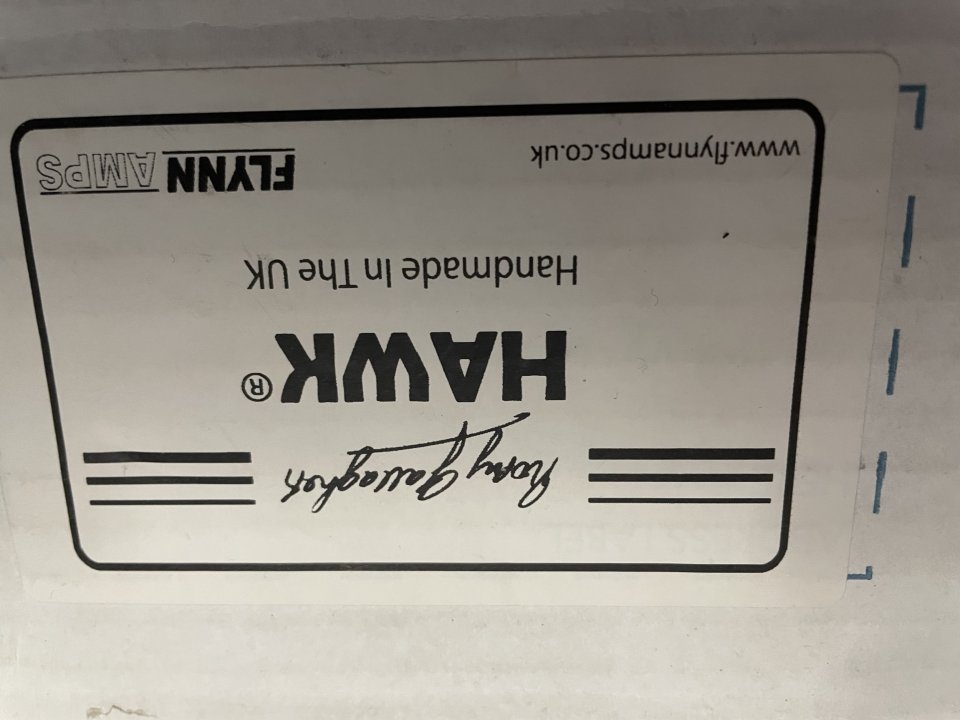 Rory Gallagher
HAWK®
Handmade In The UK
www.flynnamps.co.uk
FLYNN AMPS